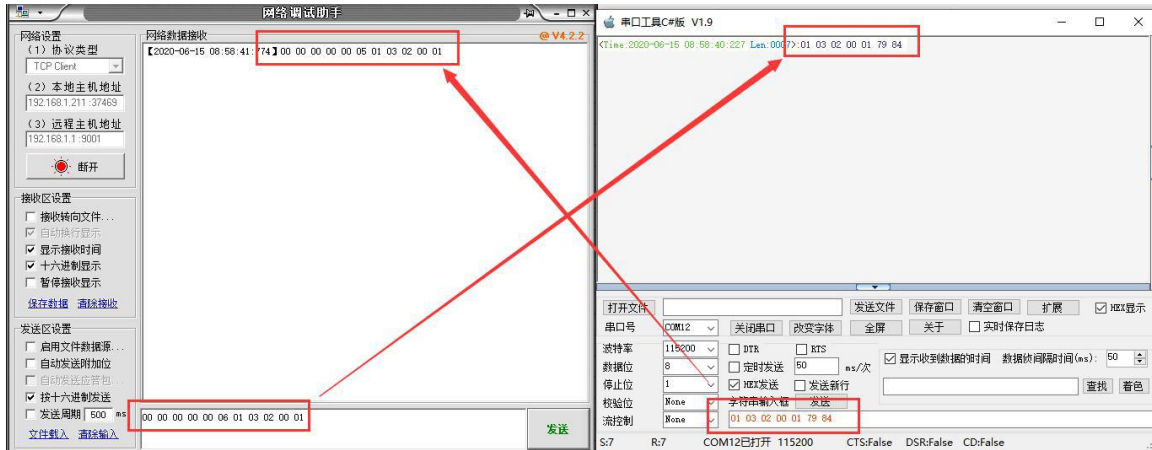 网络调试助手
网络设置
(1) 协议类型
TCP Client
(2) 本地主机地址
192.168.1.211 :37469
(3) 远程主机地址
192.168.1.1 :9001
断开
接收区设置
接收转向文件...
自动换行显示
显示接收时间
十六进制显示
暂停接收显示
保存数据 清除接收
发送区设置
启用文件数据源...
自动发送附加位
自动发送应答包...
按十六进制发送
发送周期 500 ms
文件载入 清除输入
网络数据接收 @ V4.2.2
【2020-06-15 08:58:41:774】00 00 00 00 00 05 01 03 02 00 01
00 00 00 00 00 06 01 03 02 00 01
发送
串口工具C#版 V1.9
<Time:2020-06-15 08:58:40:227 Len:0007>:01 03 02 00 01 79 84
打开文件 发送文件 保存窗口 清空窗口 扩展 HEX显示
串口号 COM12 关闭串口 改变字体 全屏 关于 实时保存日志
波特率 115200 DTR RTS
数据位 8 定时发送 50 ms/次 显示收到数据的时间 数据帧间隔时间(ms): 50
停止位 1 HEX发送 发送新行 查找 着色
校验位 None 字符串输入框 发送
流控制 None 01 03 02 00 01 79 84
S:7 R:7 COM12已打开 115200 CTS:False DSR:False CD:False